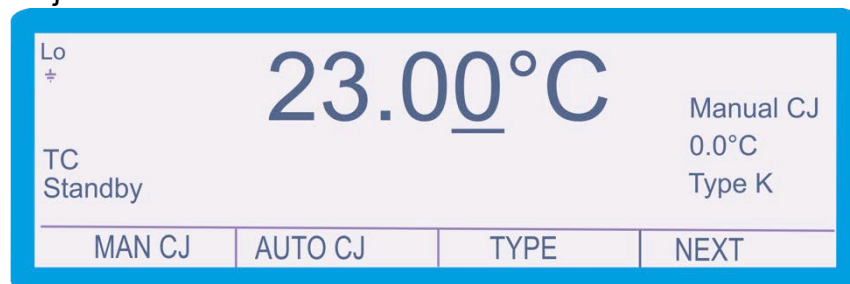 Lo
23.00°C
Manual CJ
0.0°C
TC
Standby
Type K
MAN CJ AUTO CJ TYPE NEXT